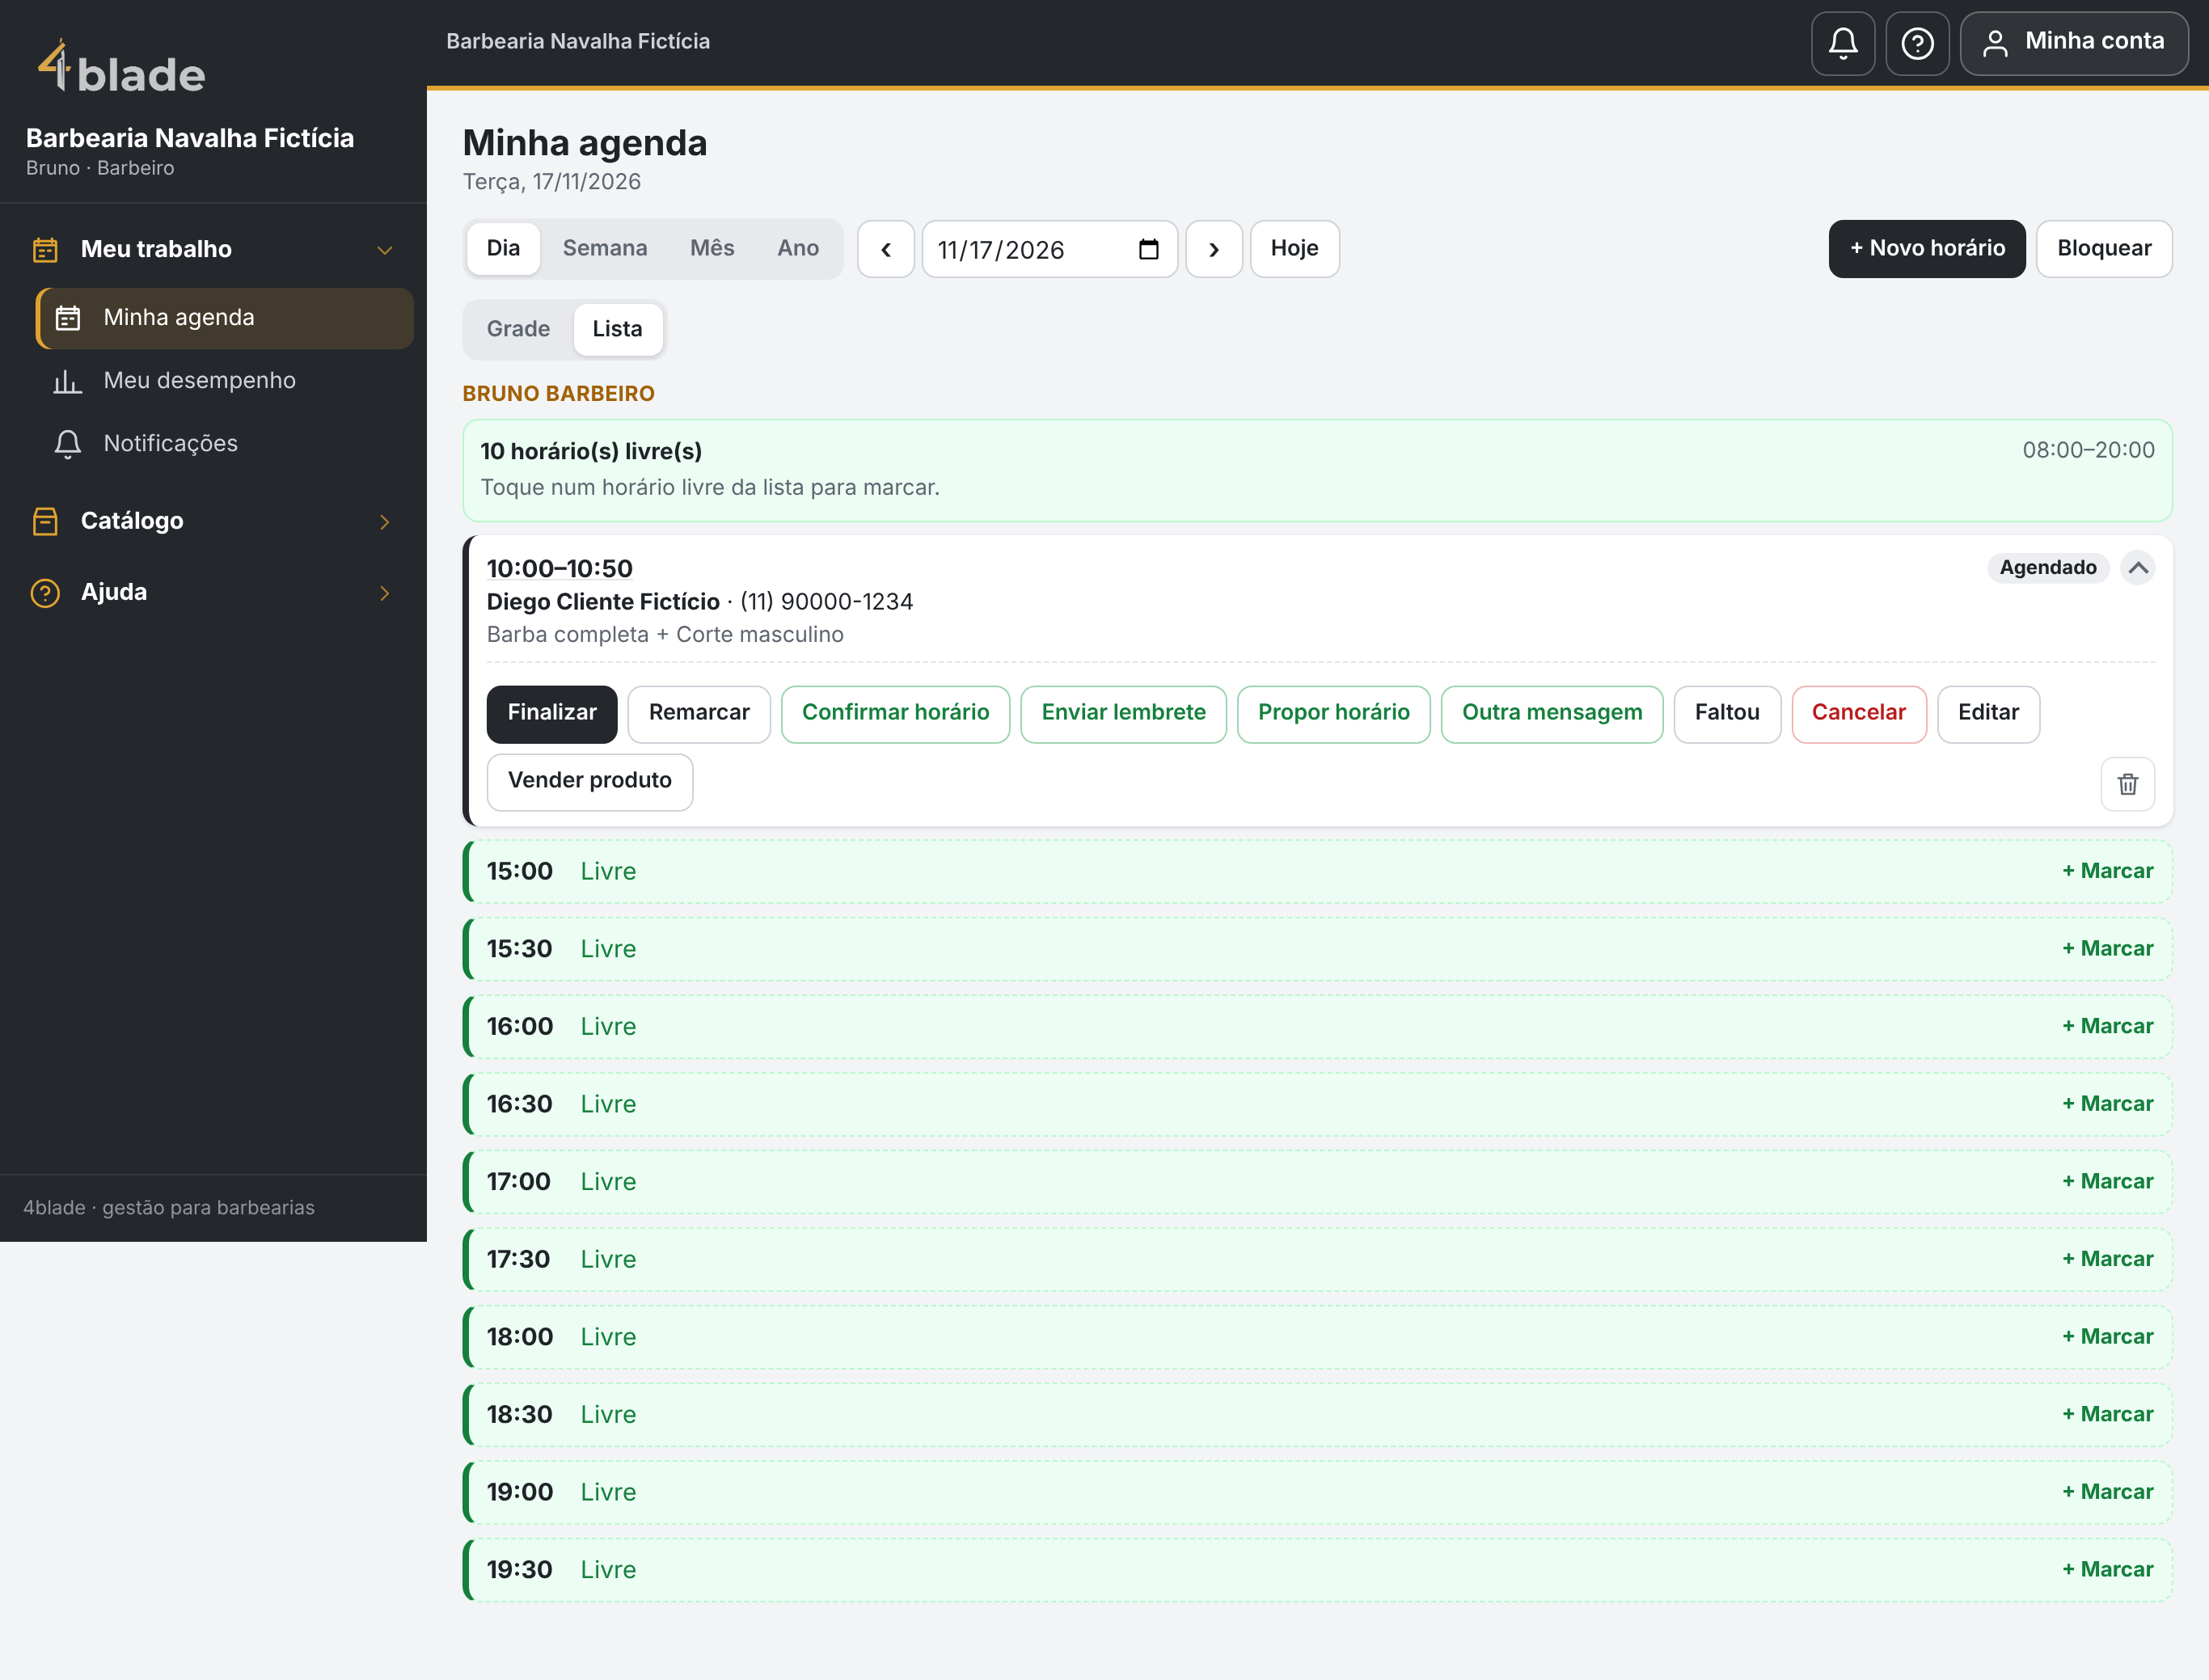 4blade
Barbearia Navalha Fictícia
Bruno · Barbeiro
Meu trabalho
Minha agenda
Meu desempenho
Notificações
Catálogo
Ajuda
4blade · gestão para barbearias
Barbearia Navalha Fictícia
Minha conta
Minha agenda
Terça, 17/11/2026
Dia Semana Mês Ano ‹ 11/17/2026 › Hoje + Novo horário Bloquear
Grade Lista
BRUNO BARBEIRO
10 horário(s) livre(s) 08:00–20:00
Toque num horário livre da lista para marcar.
10:00–10:50 Agendado
Diego Cliente Fictício · (11) 90000-1234
Barba completa + Corte masculino
Finalizar Remarcar Confirmar horário Enviar lembrete Propor horário Outra mensagem Faltou Cancelar Editar
Vender produto
15:00 Livre + Marcar
15:30 Livre + Marcar
16:00 Livre + Marcar
16:30 Livre + Marcar
17:00 Livre + Marcar
17:30 Livre + Marcar
18:00 Livre + Marcar
18:30 Livre + Marcar
19:00 Livre + Marcar
19:30 Livre + Marcar